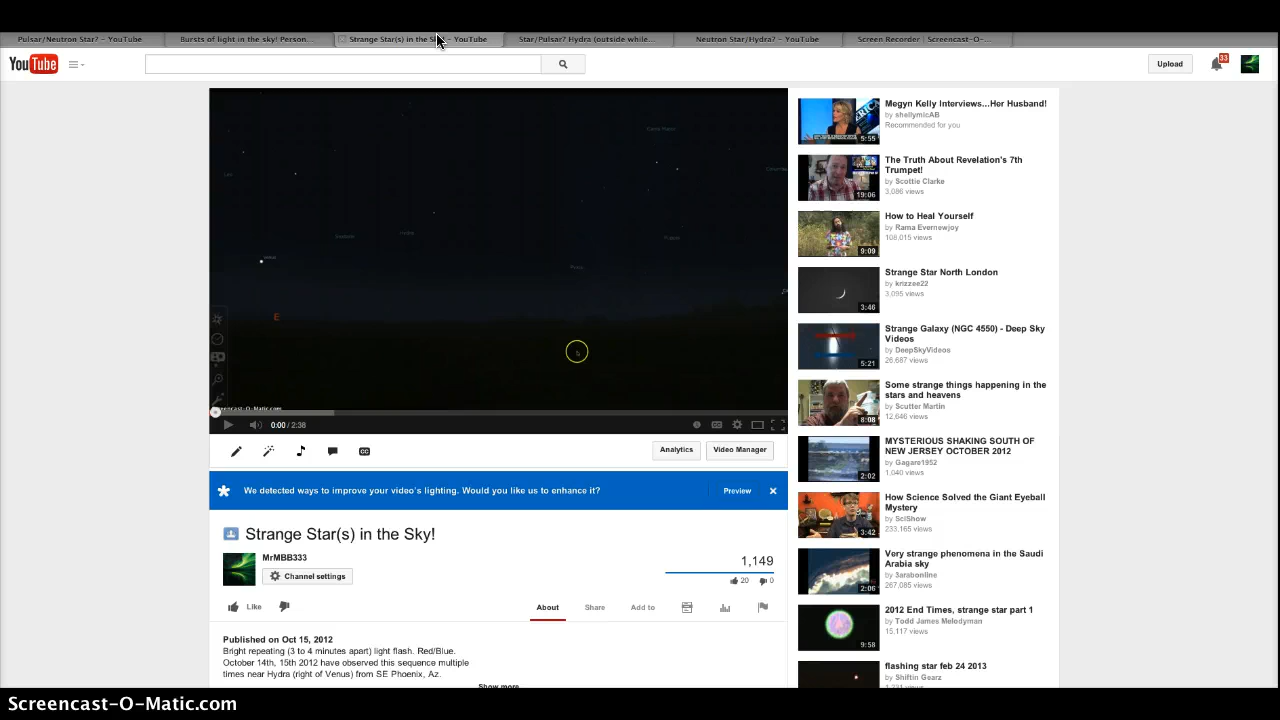 Pulsar/Neutron Star? – YouTube
Bursts of light in the sky! Person...
Strange Star(s) in the Sky! – YouTube
Star/Pulsar? Hydra (outside while...
Neutron Star/Hydra? – YouTube
Screen Recorder | Screencast-O-...
YouTube
Upload
33
Venus
E
Screencast-O-Matic.com
0:00 / 2:38
Analytics
Video Manager
We detected ways to improve your video's lighting. Would you like us to enhance it?
Preview
Strange Star(s) in the Sky!
MrMBB333
Channel settings
1,149
20
0
Like
About
Share
Add to
Published on Oct 15, 2012
Bright repeating (3 to 4 minutes apart) light flash. Red/Blue.
October 14th, 15th 2012 have observed this sequence multiple
times near Hydra (right of Venus) from SE Phoenix, Az.
Show more
Megyn Kelly Interviews...Her Husband!
by shellymicAB
Recommended for you
5:55
The Truth About Revelation's 7th
Trumpet!
by Scottie Clarke
3,086 views
19:06
How to Heal Yourself
by Rama Evernewjoy
108,015 views
9:09
Strange Star North London
by krizzee22
3,095 views
3:46
Strange Galaxy (NGC 4550) - Deep Sky
Videos
by DeepSkyVideos
26,687 views
5:21
Some strange things happening in the
stars and heavens
by Scutter Martin
12,646 views
8:08
MYSTERIOUS SHAKING SOUTH OF
NEW JERSEY OCTOBER 2012
by Gagare1952
1,040 views
2:02
How Science Solved the Giant Eyeball
Mystery
by SciShow
233,165 views
3:42
Very strange phenomena in the Saudi
Arabia sky
by 3arabonline
267,085 views
2:06
2012 End Times, strange star part 1
by Todd James Melodyman
15,117 views
9:58
flashing star feb 24 2013
by Shiftin Gearz
Screencast-O-Matic.com